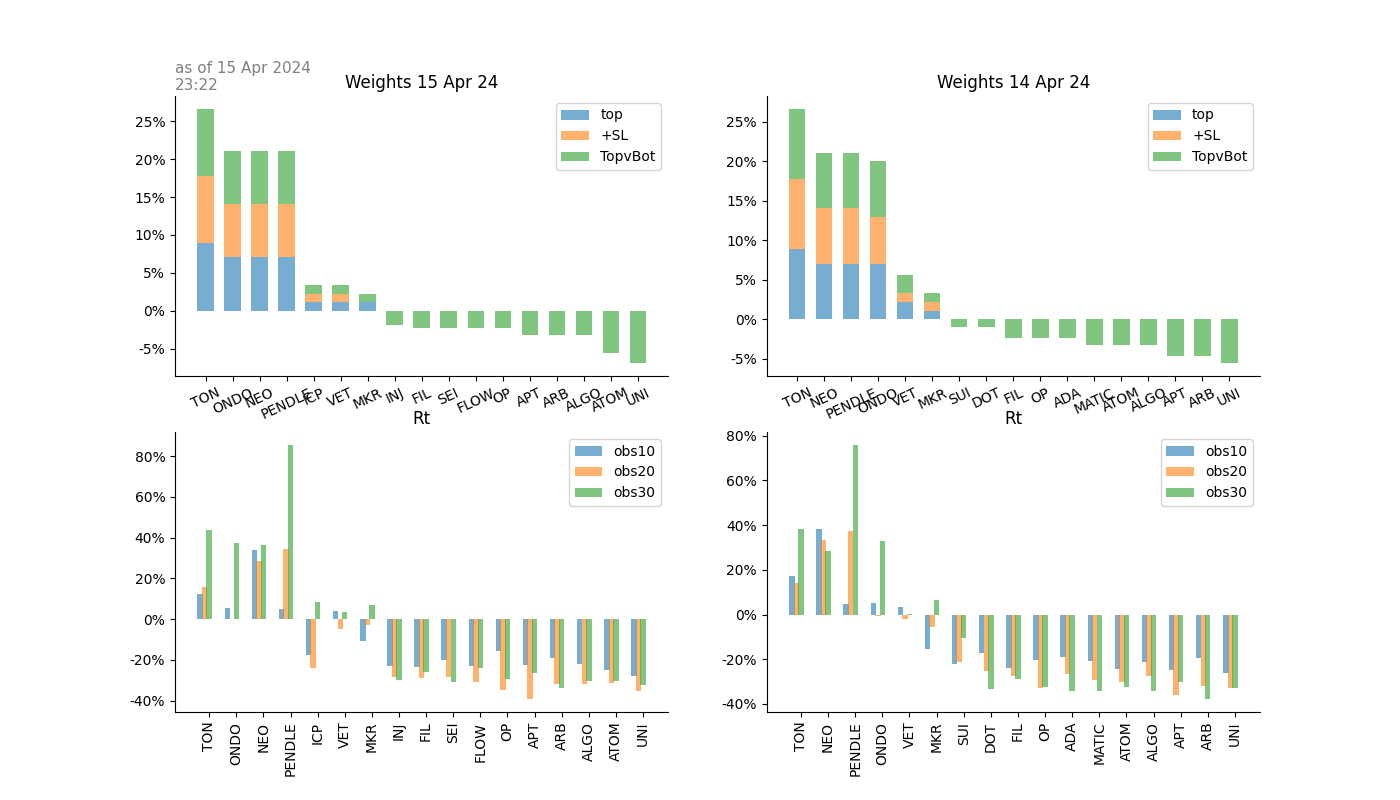 as of 15 Apr 2024
23:22
Weights 15 Apr 24
25%
20%
15%
10%
5%
0%
-5%
top
+SL
TopvBot
TON ONDO NEO PENDLE ICP VET MKR INJ FIL SEI FLOW OP APT ARB ALGO ATOM UNI
Weights 14 Apr 24
25%
20%
15%
10%
5%
0%
-5%
top
+SL
TopvBot
TON NEO PENDLE ONDO VET MKR SUI DOT FIL OP ADA MATIC ATOM ALGO APT ARB UNI
Rt
80%
60%
40%
20%
0%
-20%
-40%
obs10
obs20
obs30
TON ONDO NEO PENDLE ICP VET MKR INJ FIL SEI FLOW OP APT ARB ALGO ATOM UNI
Rt
80%
60%
40%
20%
0%
-20%
-40%
obs10
obs20
obs30
TON NEO PENDLE ONDO VET MKR SUI DOT FIL OP ADA MATIC ATOM ALGO APT ARB UNI